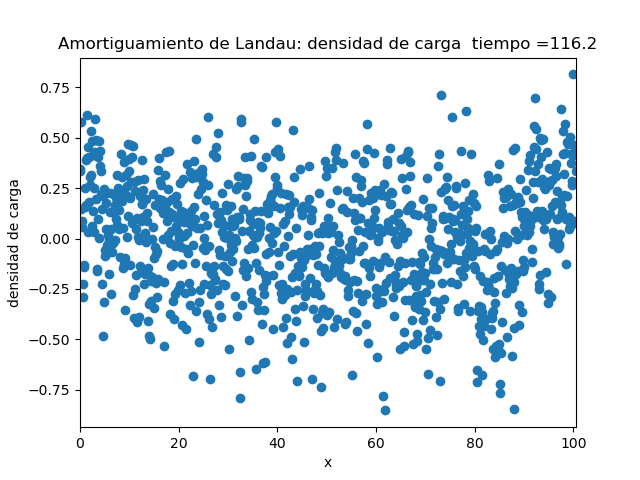 Amortiguamiento de Landau: densidad de carga  tiempo =116.2
densidad de carga
0.75
0.50
0.25
0.00
−0.25
−0.50
−0.75
0 20 40 60 80 100
x